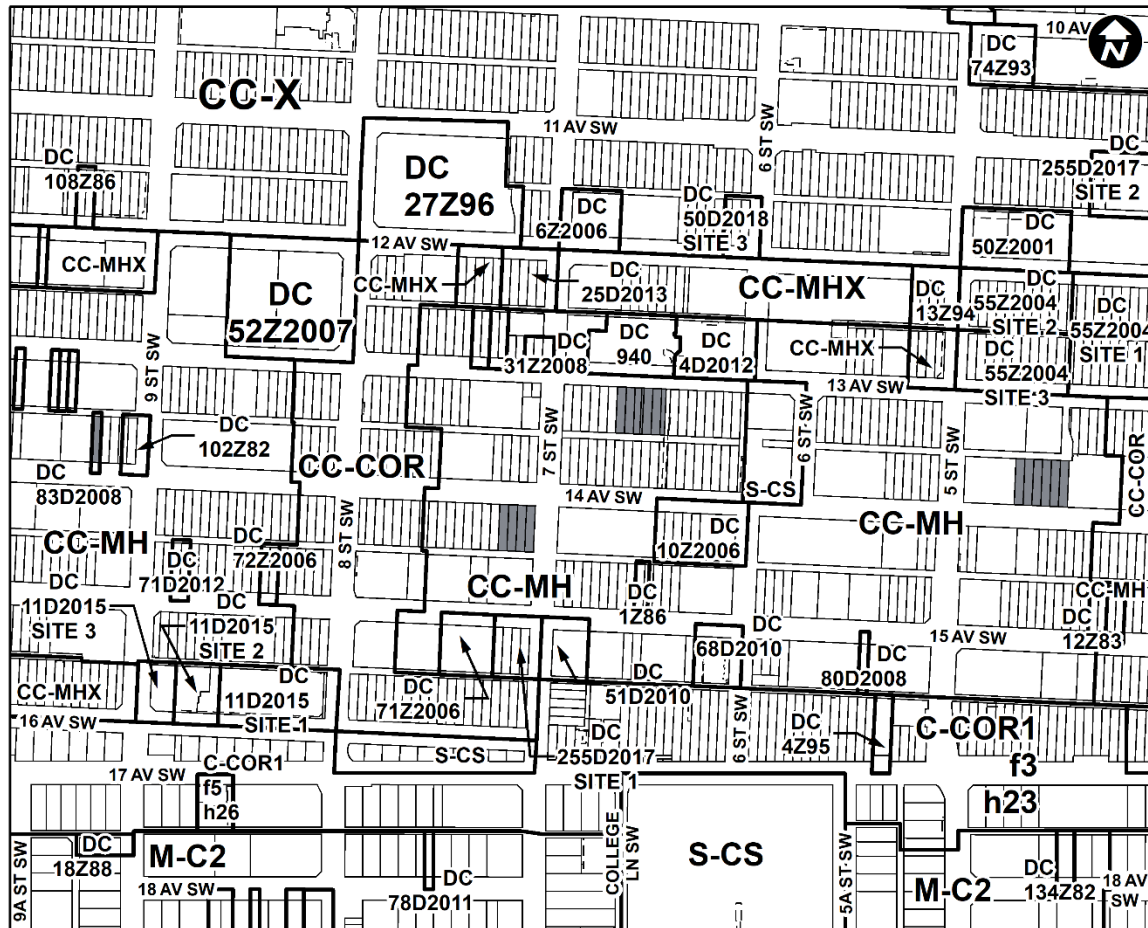 10 AV
N
DC
74Z93
CC-X
11 AV SW
6 ST SW
DC
108Z86
DC
27Z96
DC
255D2017
SITE 2
DC
6Z2006
DC
50D2018
SITE 3
DC
50Z2001
12 AV SW
CC-MHX
CC-MHX
DC
25D2013
CC-MHX
DC
52Z2007
DC
13Z94
DC
55Z2004
SITE 2
DC
55Z2004
SITE 1
9 ST SW
DC
31Z2008
DC
940
DC
4D2012
CC-MHX
DC
55Z2004
SITE 3
13 AV SW
DC
102Z82
7 ST SW
6 ST SW
5 ST SW
CC-COR
CC-COR
DC
83D2008
S-CS
14 AV SW
CC-MH
8 ST SW
CC-MH
DC
10Z2006
DC
71D2012
DC
72Z2006
CC-MH
DC
1Z86
CC-MH
DC
12Z83
DC
11D2015
SITE 3
DC
11D2015
SITE 2
15 AV SW
DC
68D2010
DC
80D2008
CC-MHX
DC
11D2015
SITE 1
DC
71Z2006
DC
51D2010
16 AV SW
DC
4Z95
C-COR1
f3
h23
6 ST SW
S-CS
DC
255D2017
SITE 1
C-COR1
f5
h26
17 AV SW
DC
18Z88
M-C2
COLLEGE
LN SW
S-CS
5A ST SW
M-C2
DC
134Z82
18 AV
SW
9A ST SW
18 AV SW
DC
78D2011